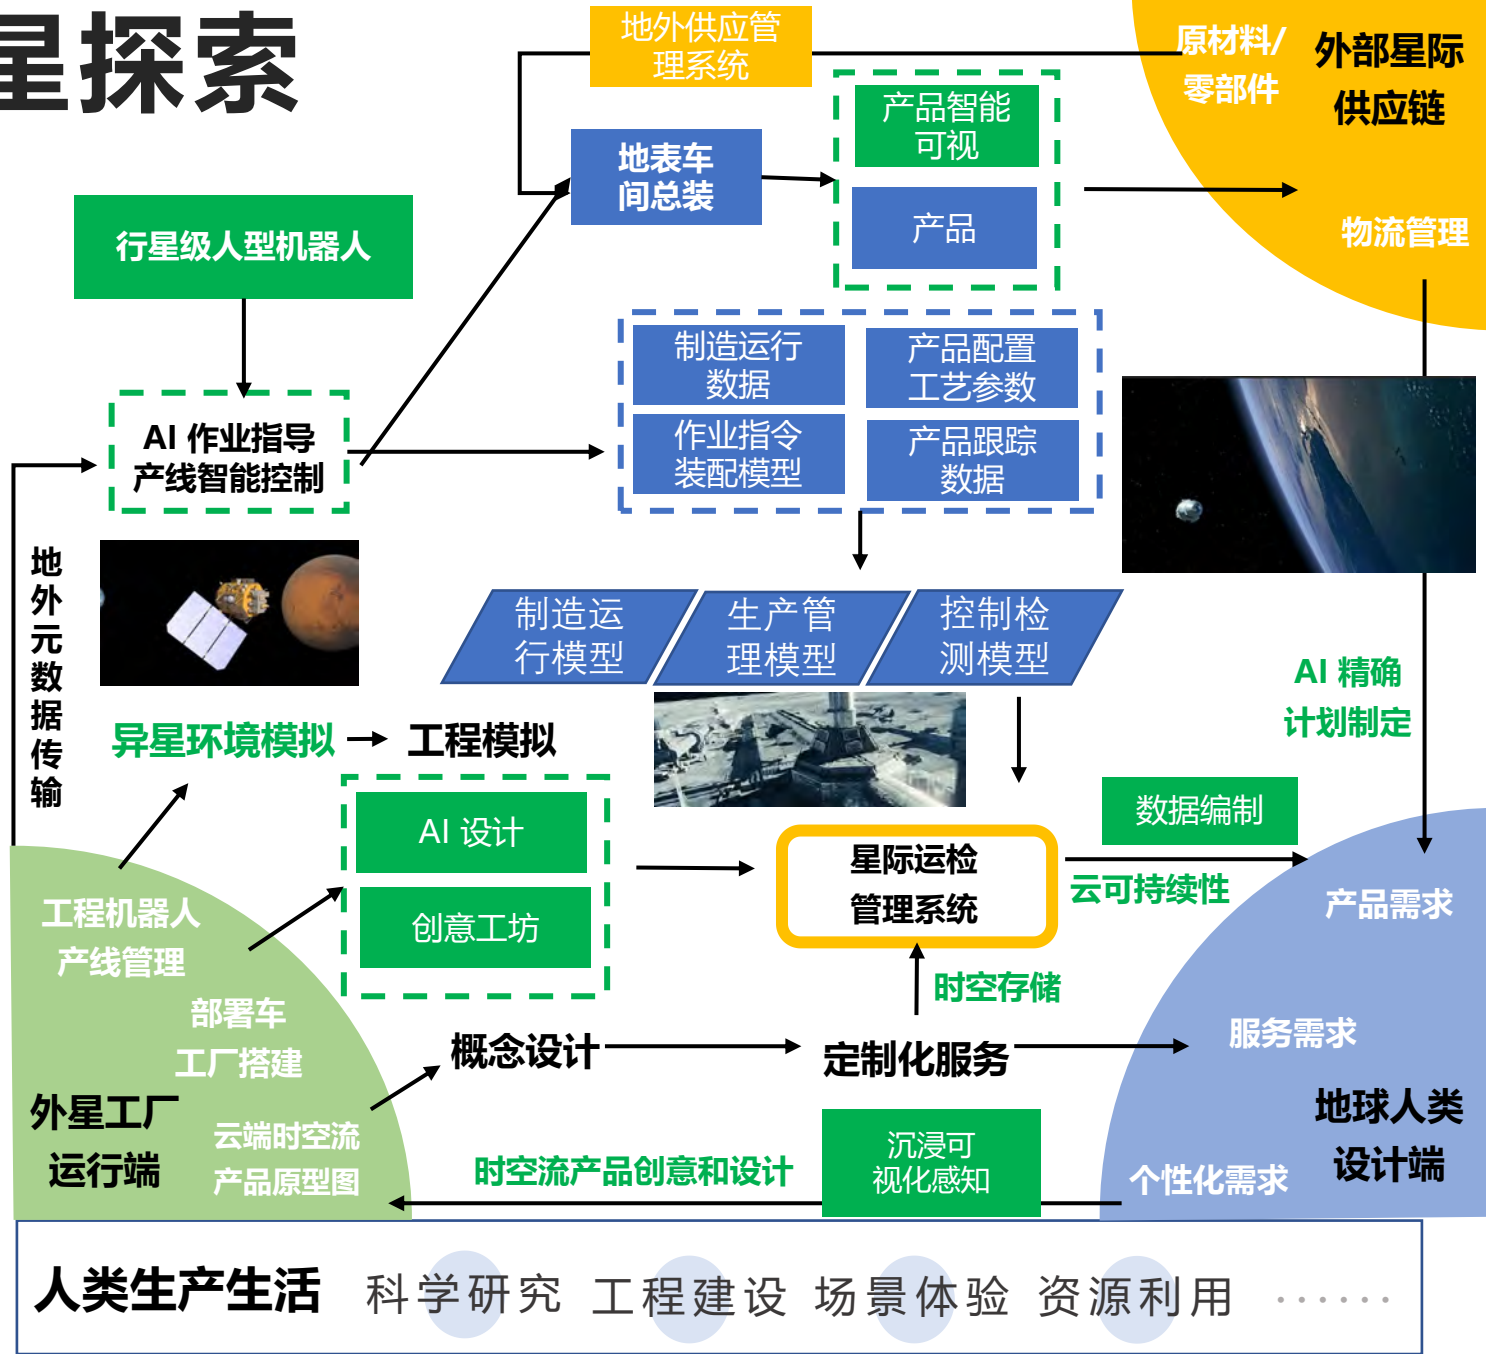 星探索
地外供应管
理系统
原材料/
零部件
外部星际
供应链
物流管理
产品智能
可视
产品
地表车
间总装
行星级人型机器人
AI 作业指导
产线智能控制
制造运行
数据
产品配置
工艺参数
作业指令
装配模型
产品跟踪
数据
地外元数据传输
制造运
行模型
生产管
理模型
控制检
测模型
AI 精确
计划制定
异星环境模拟
工程模拟
AI 设计
创意工坊
数据编制
星际运检
管理系统
云可持续性
时空存储
产品需求
服务需求
个性化需求
地球人类
设计端
工程机器人
产线管理
部署车
工厂搭建
外星工厂
运行端
云端时空流
产品原型图
概念设计
定制化服务
时空流产品创意和设计
沉浸可
视化感知
人类生产生活
科学研究 工程建设 场景体验 资源利用 ······